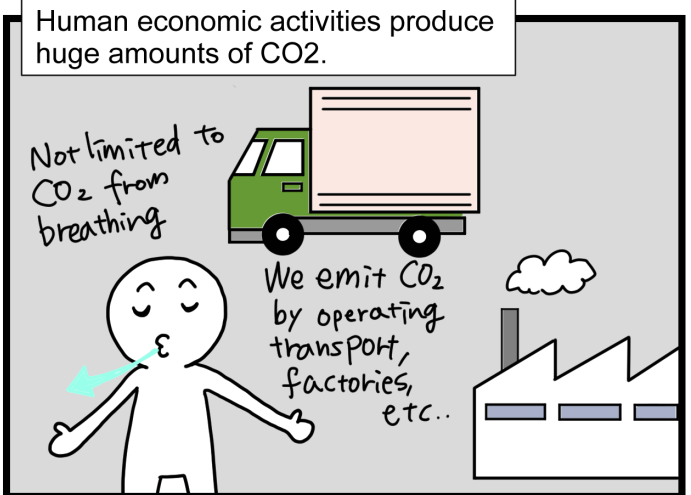 Human economic activities produce
huge amounts of CO2.
Not limited to
CO2 from
breathing
We emit CO2
by operating
transport,
factories,
etc..